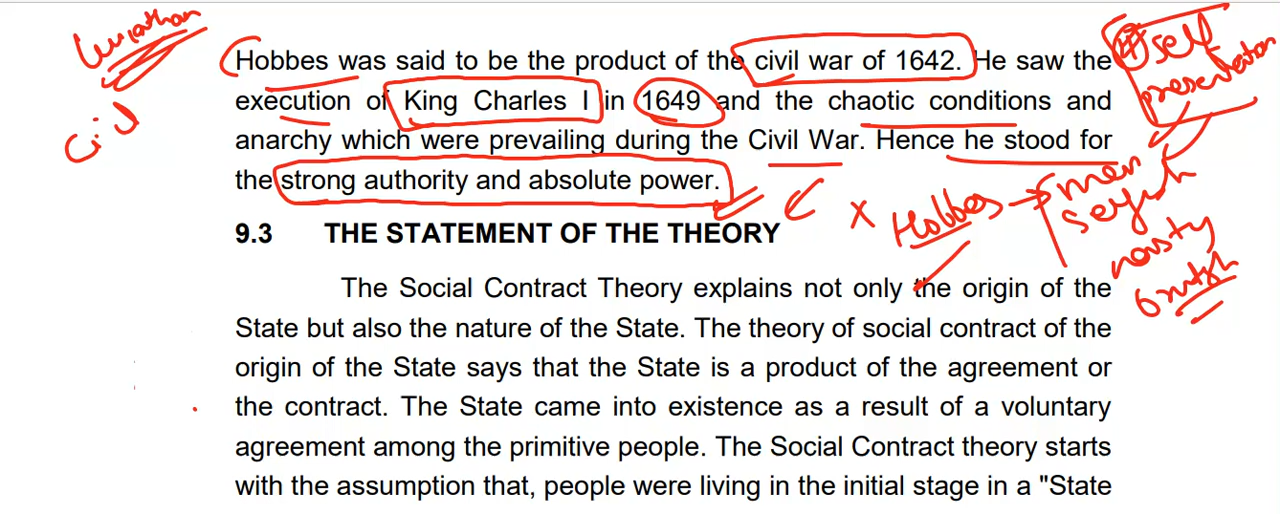 Leviathan
Hobbes was said to be the product of the civil war of 1642. He saw the
execution of King Charles I in 1649 and the chaotic conditions and
anarchy which were prevailing during the Civil War. Hence he stood for
the strong authority and absolute power.
self
Hobbes
men
nasty
9.3 THE STATEMENT OF THE THEORY
The Social Contract Theory explains not only the origin of the
State but also the nature of the State. The theory of social contract of the
origin of the State says that the State is a product of the agreement or
the contract. The State came into existence as a result of a voluntary
agreement among the primitive people. The Social Contract theory starts
with the assumption that, people were living in the initial stage in a "State